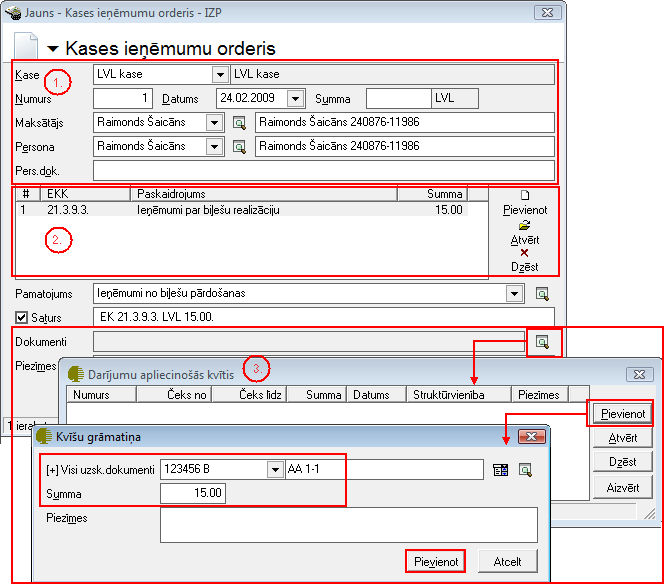 Jauns - Kases ieņēmumu orderis - IZP
Kases ieņēmumu orderis
Kase LVL kase LVL kase
1.
Numurs 1 Datums 24.02.2009 Summa LVL
Maksātājs Raimonds Šaicāns Raimonds Šaicāns 240876-11986
Persona Raimonds Šaicāns Raimonds Šaicāns 240876-11986
Pers.dok.
# EKK Paskaidrojums Summa
1 21.3.9.3. Ieņēmumi par biļešu realizāciju 15.00
2.
Pievienot
Atvērt
Dzēst
Pamatojums Ieņēmumi no biļešu pārdošanas
Saturs EK 21.3.9.3. LVL 15.00.
Dokumenti
Piezīmes
Darījumu apliecinošās kvītis
3.
Numurs Čeks no Čeks līdz Summa Datums Struktūrvienība Piezīmes
Pievienot
Atvērt
Dzēst
Aizvērt
Kvīšu grāmatiņa
[+] Visi uzsk.dokumenti 123456 B AA 1-1
Summa 15.00
Piezīmes
Pievienot Atcelt